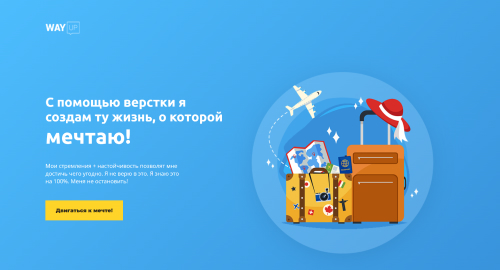 WAY UP
С помощью верстки я
создам ту жизнь, о которой
мечтаю!
Мои стремления + настойчивость позволят мне
достичь чего угодно. Я не верю в это. Я знаю это
на 100%. Меня не остановить!
Двигаться к мечте!